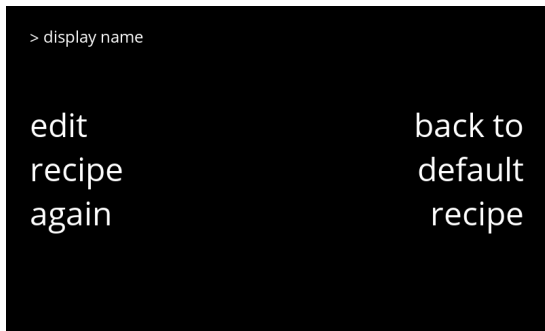 > display name
edit
recipe
again
back to
default
recipe